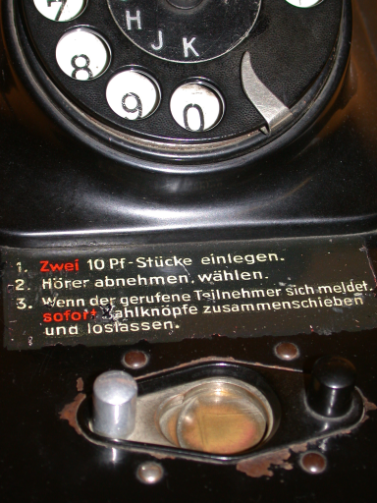 7
H
J K
8
9
0
1. Zwei 10 Pf-Stücke einlegen.
2. Hörer abnehmen, wählen.
3. Wenn der gerufene Teilnehmer sich meldet,
sofort Zahlknöpfe zusammenschieben
und loslassen.